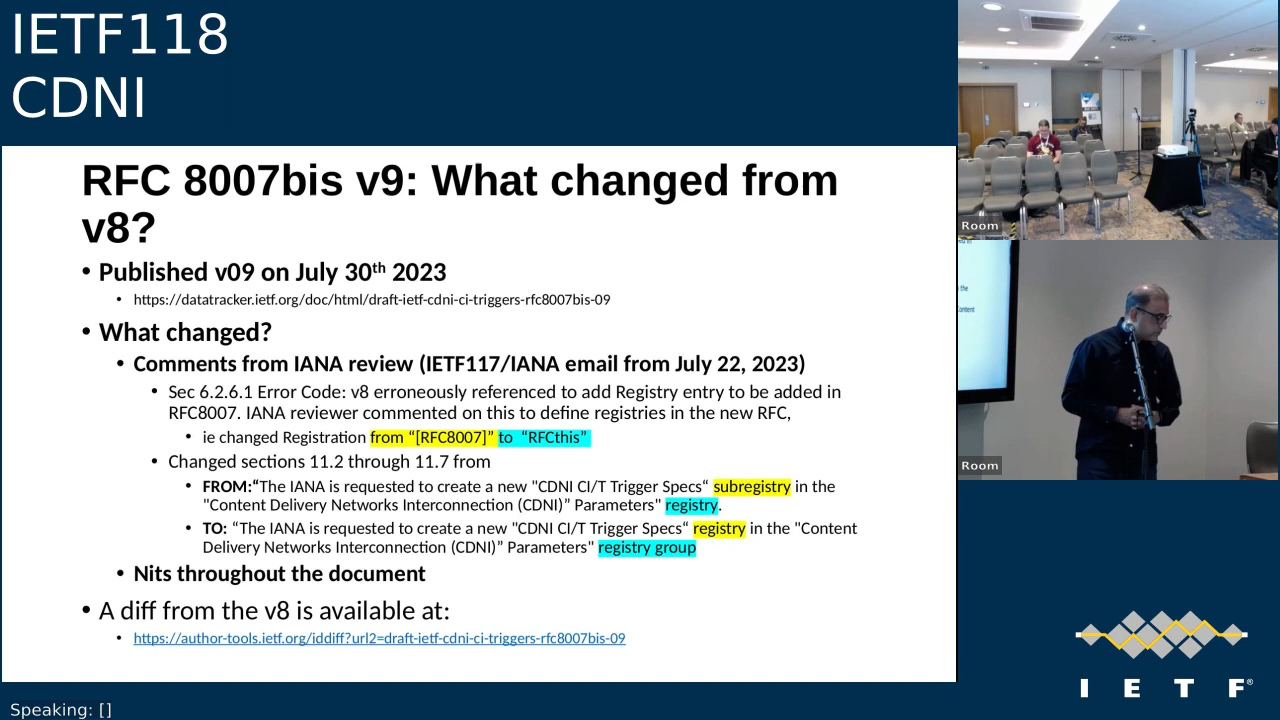 IETF118
CDNI
RFC 8007bis v9: What changed from
v8?
• Published v09 on July 30th 2023
• https://datatracker.ietf.org/doc/html/draft-ietf-cdni-ci-triggers-rfc8007bis-09
• What changed?
• Comments from IANA review (IETF117/IANA email from July 22, 2023)
• Sec 6.2.6.1 Error Code: v8 erroneously referenced to add Registry entry to be added in
RFC8007. IANA reviewer commented on this to define registries in the new RFC,
• ie changed Registration from “[RFC8007]” to “RFCthis”
• Changed sections 11.2 through 11.7 from
• FROM:“The IANA is requested to create a new "CDNI CI/T Trigger Specs“ subregistry in the
"Content Delivery Networks Interconnection (CDNI)” Parameters" registry.
• TO: “The IANA is requested to create a new "CDNI CI/T Trigger Specs“ registry in the "Content
Delivery Networks Interconnection (CDNI)” Parameters" registry group
• Nits throughout the document
• A diff from the v8 is available at:
• https://author-tools.ietf.org/iddiff?url2=draft-ietf-cdni-ci-triggers-rfc8007bis-09
Room
the
Content
Room
I E T F®
Speaking: []